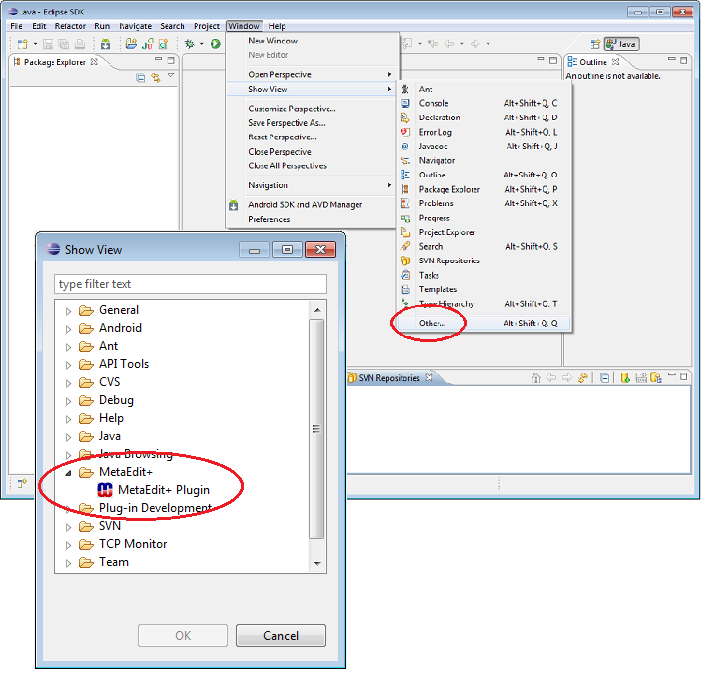 Java - Eclipse SDK
File Edit Refactor Run Navigate Search Project Window Help
Java
Package Explorer
Outline
An outline is not available.
New Window
New Editor
Open Perspective
Show View
Customize Perspective...
Save Perspective As...
Reset Perspective...
Close Perspective
Close All Perspectives
Navigation
Android SDK and AVD Manager
Preferences
Ant
Console Alt+Shift+Q, C
Declaration Alt+Shift+Q, D
Error Log Alt+Shift+Q, L
Javadoc Alt+Shift+Q, J
Navigator
Outline Alt+Shift+Q, O
Package Explorer Alt+Shift+Q, P
Problems Alt+Shift+Q, X
Progress
Project Explorer
Search Alt+Shift+Q, S
SVN Repositories
Tasks
Templates
Type Hierarchy Alt+Shift+Q, T
Other... Alt+Shift+Q, Q
SVN Repositories
Show View
type filter text
General
Android
Ant
API Tools
CVS
Debug
Help
Java
Java Browsing
MetaEdit+
MetaEdit+ Plugin
Plug-in Development
SVN
TCP Monitor
Team
OK Cancel